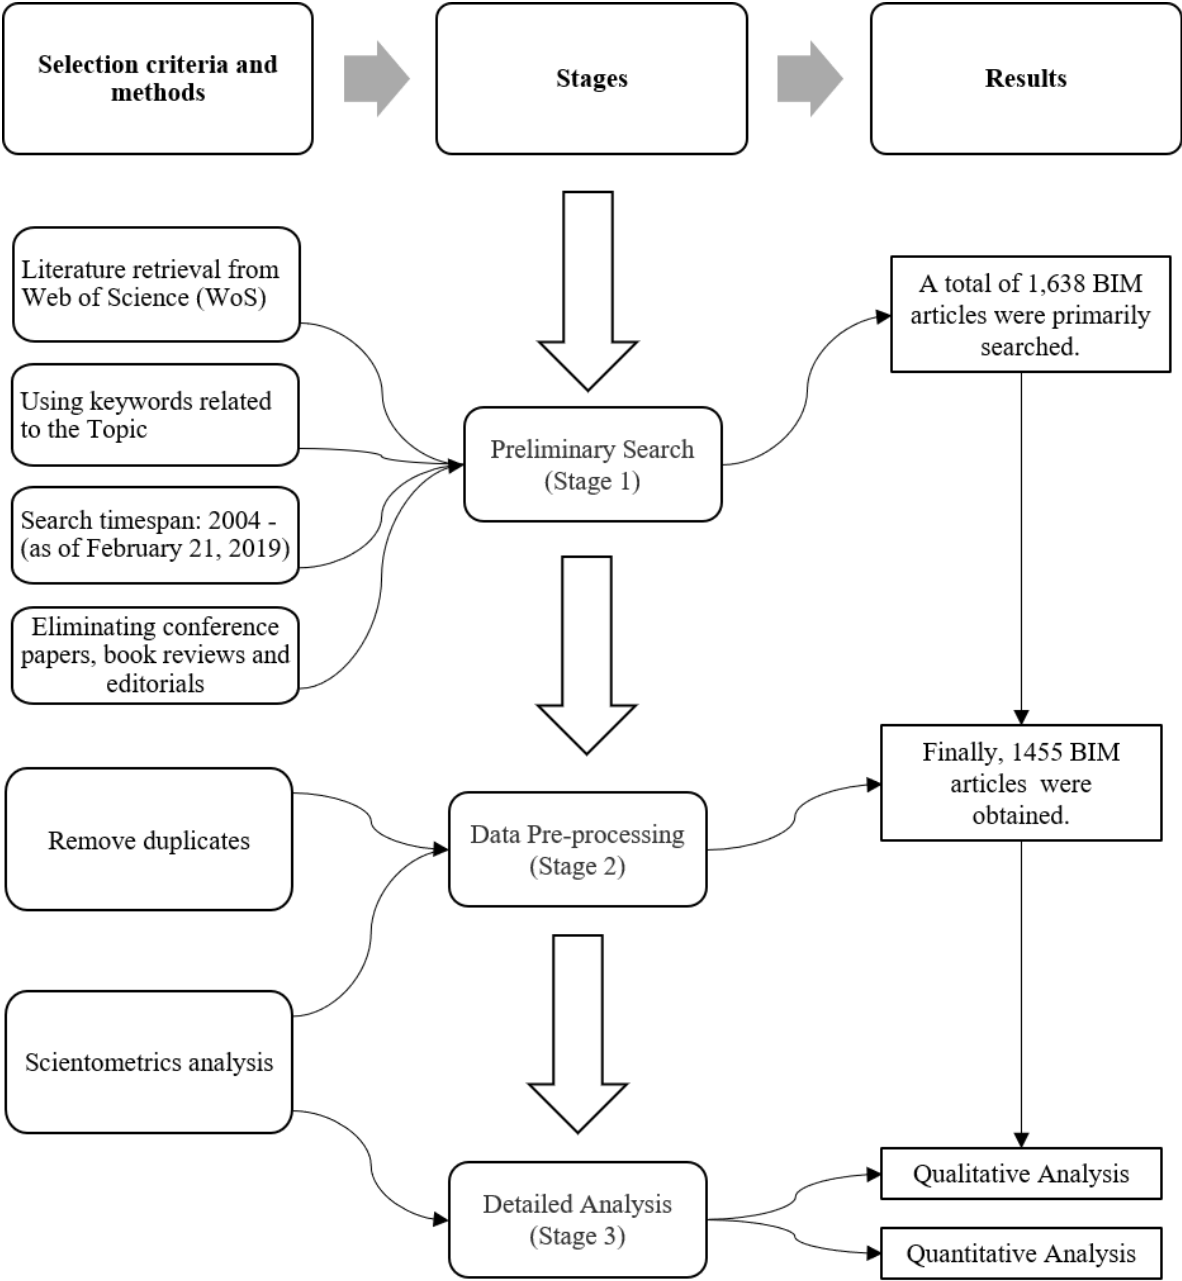 Selection criteria and
methods
Stages
Results
Literature retrieval from
Web of Science (WoS)
Using keywords related
to the Topic
Search timespan: 2004 -
(as of February 21, 2019)
Eliminating conference
papers, book reviews and
editorials
Preliminary Search
(Stage 1)
A total of 1,638 BIM
articles were primarily
searched.
Remove duplicates
Data Pre-processing
(Stage 2)
Finally, 1455 BIM
articles were
obtained.
Scientometrics analysis
Detailed Analysis
(Stage 3)
Qualitative Analysis
Quantitative Analysis